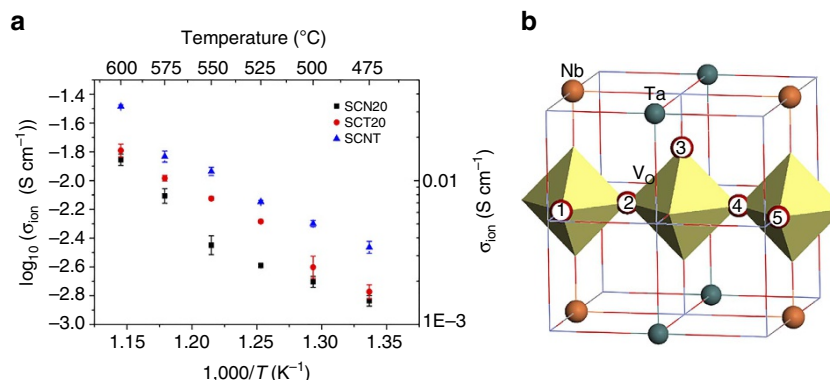 a
Temperature (°C)
600 575 550 525 500 475
−1.4
−1.6
−1.8
−2.0
−2.2
−2.4
−2.6
−2.8
−3.0
log10 (σion (S cm−1))
SCN20
SCT20
SCNT
0.01
1E−3
σion (S cm−1)
1.15 1.20 1.25 1.30 1.35
1,000/T (K−1)
b
Nb
Ta
3
VO
1
2
4
5